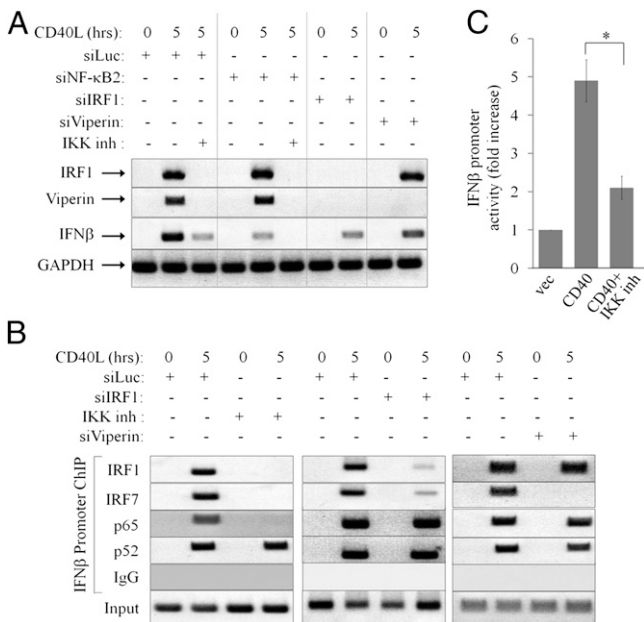 A
CD40L (hrs): 0 5 5 0 5 5 0 5 0 5
siLuc: + + + - - - - - - -
siNF-κB2: - - - + + + - - - -
siIRF1: - - - - - - + + - -
siViperin: - - - - - - - - + +
IKK inh : - - + - - + - - - -
IRF1
Viperin
IFNβ
GAPDH
C
IFNβ promoter
activity (fold increase)
6
5
4
3
2
1
0
*
vec
CD40
CD40+
IKK inh
B
CD40L (hrs): 0 5 0 5 0 5 0 5 0 5 0 5
siLuc: + + - - + + - - + + - -
siIRF1: - - - - - - + + - - - -
IKK inh : - - + + - - - - - - - -
siViperin: - - - - - - - - - - + +
IFNβ Promoter ChIP
IRF1
IRF7
p65
p52
IgG
Input